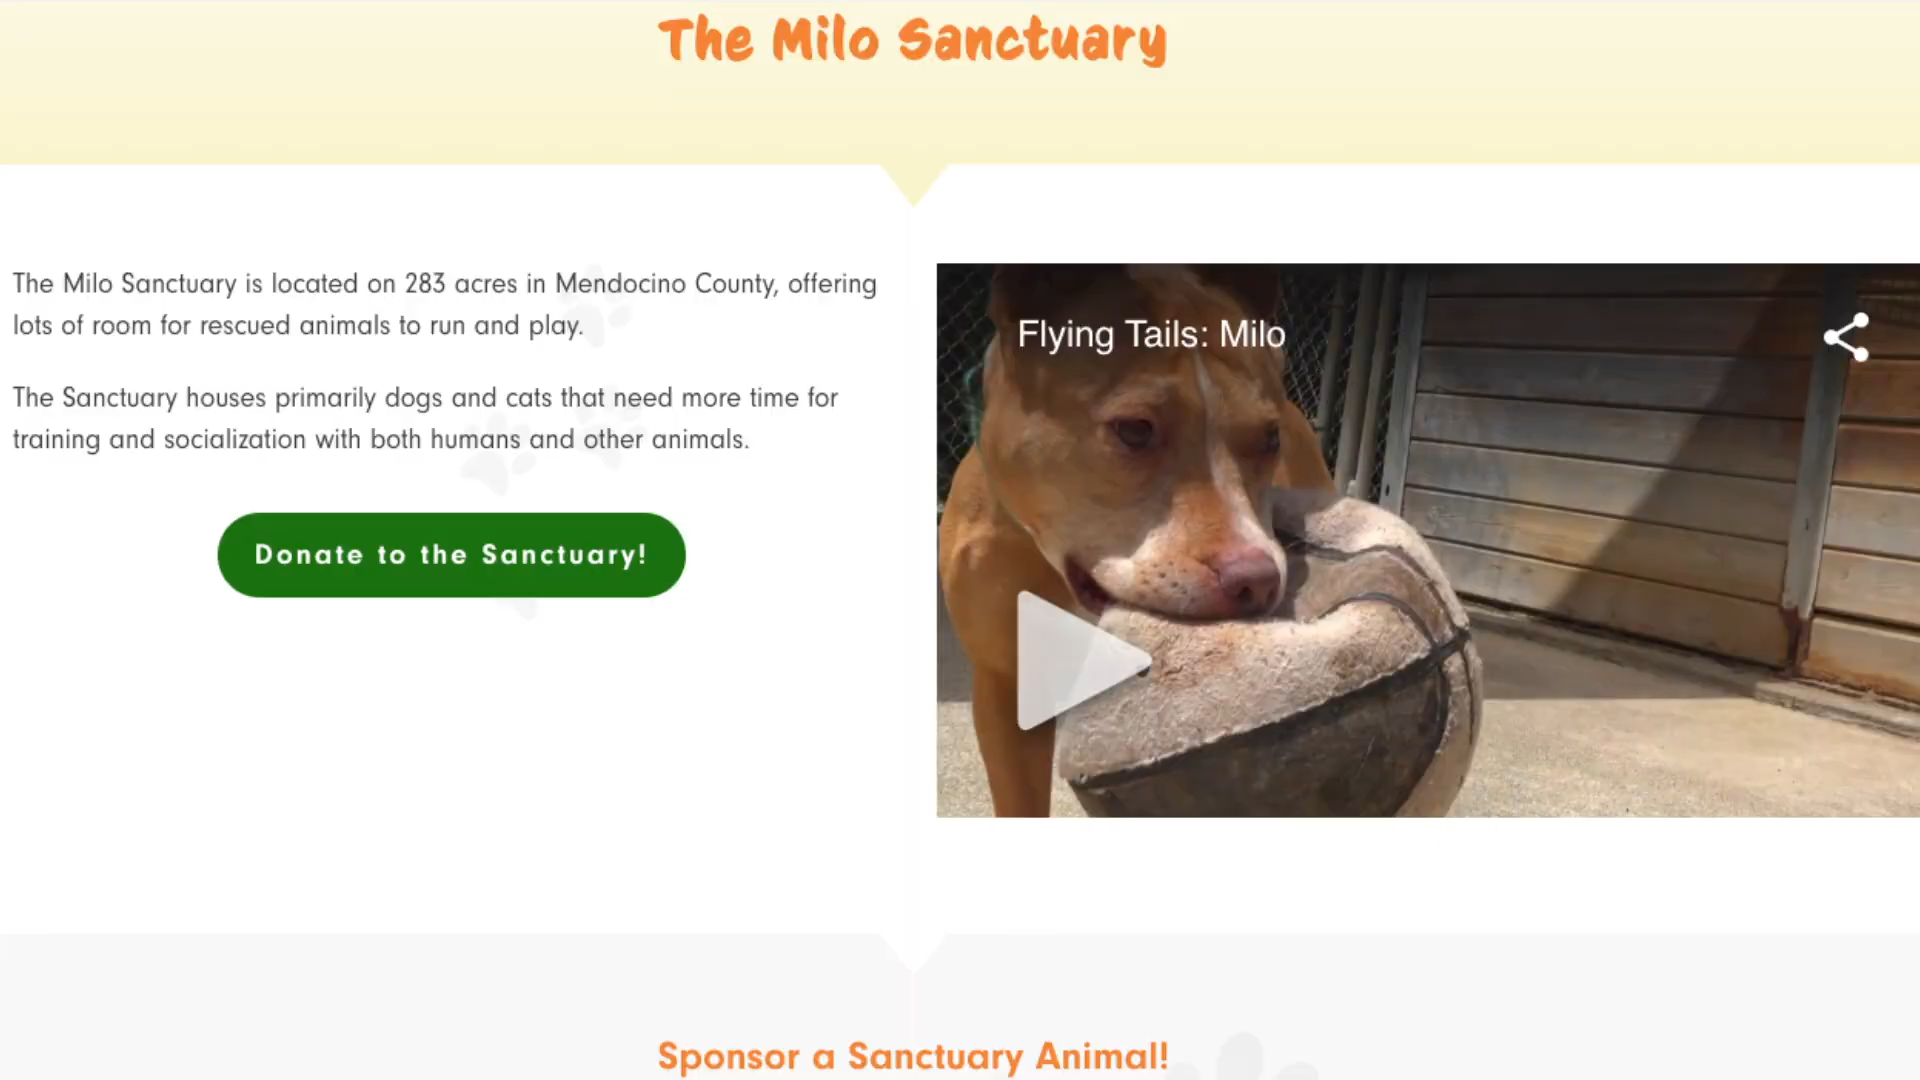 The Milo Sanctuary
The Milo Sanctuary is located on 283 acres in Mendocino County, offering
lots of room for rescued animals to run and play.
The Sanctuary houses primarily dogs and cats that need more time for
training and socialization with both humans and other animals.
Donate to the Sanctuary!
Flying Tails: Milo
Sponsor a Sanctuary Animal!